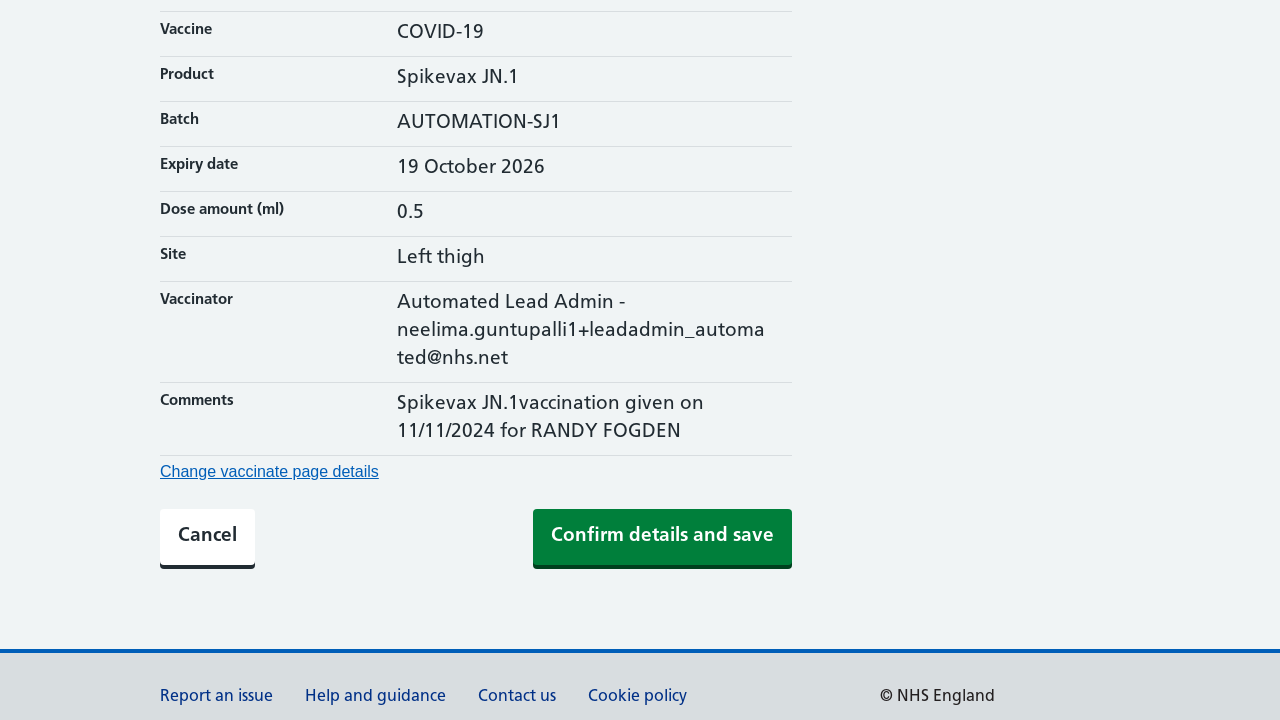 Vaccine COVID-19
Product Spikevax JN.1
Batch AUTOMATION-SJ1
Expiry date 19 October 2026
Dose amount (ml) 0.5
Site Left thigh
Vaccinator Automated Lead Admin -
neelima.guntupalli1+leadadmin_automa
ted@nhs.net
Comments Spikevax JN.1vaccination given on
11/11/2024 for RANDY FOGDEN
Change vaccinate page details
Cancel Confirm details and save
Report an issue Help and guidance Contact us Cookie policy © NHS England